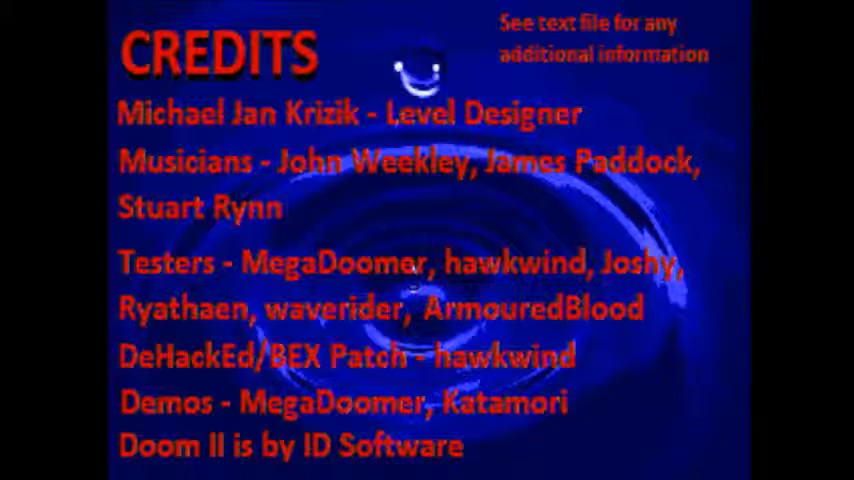 CREDITS
See text file for any
additional information
Michael Jan Krizik - Level Designer
Musicians - John Weekley, James Paddock,
Stuart Rynn
Testers - MegaDoomer, hawkwind, Joshy,
Ryathaen, waverider, ArmouredBlood
DeHackEd/BEX Patch - hawkwind
Demos - MegaDoomer, Katamori
Doom II is by ID Software